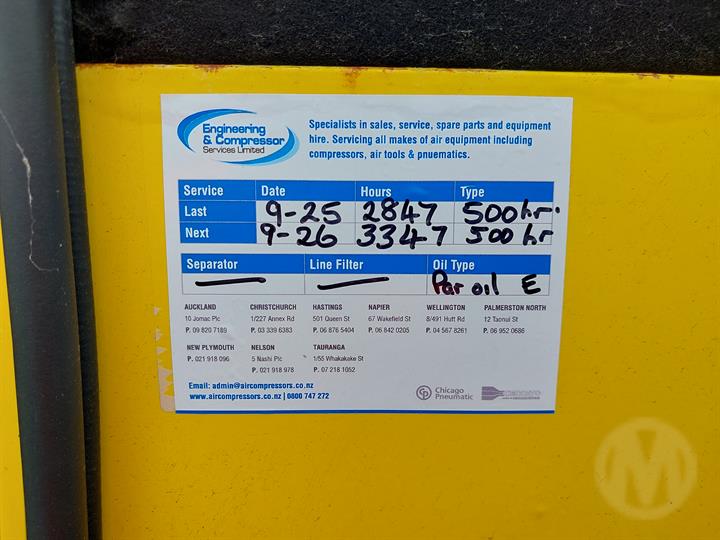 Engineering
& Compressor
Services Limited
Specialists in sales, service, spare parts and equipment
hire. Servicing all makes of air equipment including
compressors, air tools & pnuematics.
Service Date Hours Type
Last 9-25 2847 500hr.
Next 9-26 3347 500 hr
Separator Line Filter Oil Type
— — Par oil E
AUCKLAND CHRISTCHURCH HASTINGS NAPIER WELLINGTON PALMERSTON NORTH
10 Jomac Plc 1/227 Annex Rd 501 Queen St 67 Wakefield St 8/491 Hutt Rd 12 Taonui St
P. 09 820 7189 P. 03 339 6383 P. 06 876 5404 P. 06 842 0205 P. 04 567 8261 P. 06 952 0686
NEW PLYMOUTH NELSON TAURANGA
P. 021 918 096 5 Nashi Plc 1/55 Whakakake St
P. 021 918 978 P. 07 218 1052
Email: admin@aircompressors.co.nz
www.aircompressors.co.nz | 0800 747 272
CP Chicago
Pneumatic
M